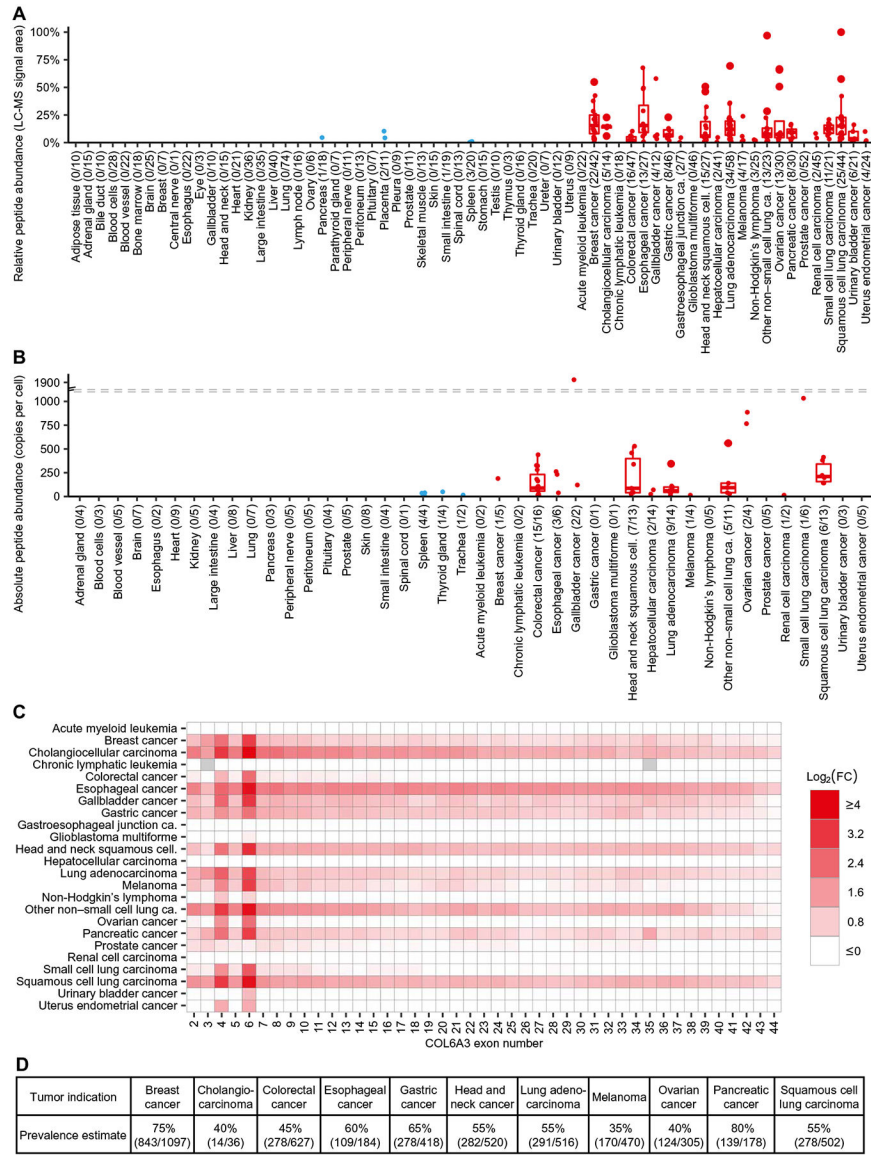 A
Relative peptide abundance (LC-MS signal area)
100%
75%
50%
25%
0%
Adipose tissue (0/10)
Adrenal gland (0/15)
Bile duct (0/10)
Blood cells (0/28)
Blood vessel (0/22)
Bone marrow (0/18)
Brain (0/25)
Breast (0/7)
Central nerve (0/1)
Esophagus (0/22)
Eye (0/3)
Gallbladder (0/10)
Head and neck (0/15)
Heart (0/21)
Kidney (0/36)
Large intestine (0/35)
Liver (0/40)
Lung (0/74)
Lymph node (0/16)
Ovary (0/6)
Pancreas (1/18)
Parathyroid gland (0/7)
Peripheral nerve (0/11)
Peritoneum (0/13)
Pituitary (0/7)
Placenta (2/11)
Pleura (0/9)
Prostate (0/11)
Skeletal muscle (0/13)
Skin (0/15)
Small intestine (1/19)
Spinal cord (0/13)
Spleen (3/20)
Stomach (0/15)
Testis (0/10)
Thymus (0/3)
Thyroid gland (0/16)
Trachea (0/20)
Ureter (0/7)
Urinary bladder (0/12)
Uterus (0/9)
Acute myeloid leukemia (0/22)
Breast cancer (22/42)
Cholangiocellular carcinoma (5/14)
Chronic lymphatic leukemia (0/18)
Colorectal cancer (4/47)
Esophageal cancer (13/27)
Gallbladder cancer (4/12)
Gastric cancer (8/46)
Gastroesophageal junction ca. (2/7)
Glioblastoma multiforme (0/46)
Head and neck squamous cell. (15/27)
Hepatocellular carcinoma (2/41)
Lung adenocarcinoma (34/58)
Melanoma (4/17)
Non-Hodgkin's lymphoma (3/25)
Other non–small cell lung ca. (13/23)
Ovarian cancer (13/30)
Pancreatic cancer (8/30)
Prostate cancer (0/52)
Renal cell carcinoma (2/45)
Small cell lung carcinoma (11/21)
Squamous cell lung carcinoma (25/44)
Urinary bladder cancer (9/21)
Uterus endometrial cancer (4/24)
B
Absolute peptide abundance (copies per cell)
1900
1000
750
500
250
0
Adrenal gland (0/4)
Blood cells (0/3)
Blood vessel (0/5)
Brain (0/7)
Esophagus (0/2)
Heart (0/9)
Kidney (0/5)
Large intestine (0/4)
Liver (0/8)
Lung (0/7)
Pancreas (0/3)
Peripheral nerve (0/5)
Peritoneum (0/5)
Pituitary (0/4)
Prostate (0/5)
Skin (0/8)
Small intestine (0/4)
Spinal cord (0/1)
Spleen (4/4)
Thyroid gland (1/4)
Trachea (1/2)
Acute myeloid leukemia (0/2)
Breast cancer (1/5)
Chronic lymphatic leukemia (0/2)
Colorectal cancer (15/16)
Esophageal cancer (3/6)
Gallbladder cancer (2/2)
Gastric cancer (0/1)
Glioblastoma multiforme (0/1)
Head and neck squamous cell. (7/13)
Hepatocellular carcinoma (2/14)
Lung adenocarcinoma (9/14)
Melanoma (1/4)
Non-Hodgkin's lymphoma (0/5)
Other non–small cell lung ca. (5/11)
Ovarian cancer (2/4)
Prostate cancer (0/5)
Renal cell carcinoma (1/2)
Small cell lung carcinoma (1/6)
Squamous cell lung carcinoma (6/13)
Urinary bladder cancer (0/3)
Uterus endometrial cancer (0/5)
C
Acute myeloid leukemia
Breast cancer
Cholangiocellular carcinoma
Chronic lymphatic leukemia
Colorectal cancer
Esophageal cancer
Gallbladder cancer
Gastric cancer
Gastroesophageal junction ca.
Glioblastoma multiforme
Head and neck squamous cell.
Hepatocellular carcinoma
Lung adenocarcinoma
Melanoma
Non-Hodgkin's lymphoma
Other non–small cell lung ca.
Ovarian cancer
Pancreatic cancer
Prostate cancer
Renal cell carcinoma
Small cell lung carcinoma
Squamous cell lung carcinoma
Urinary bladder cancer
Uterus endometrial cancer
2 3 4 5 6 7 8 9 10 11 12 13 14 15 16 17 18 19 20 21 22 23 24 25 26 27 28 29 30 31 32 33 34 35 36 37 38 39 40 41 42 43 44
COL6A3 exon number
Log2(FC)
≥4
3.2
2.4
1.6
0.8
≤0
D
Tumor indication
Breast cancer
Cholangio-carcinoma
Colorectal cancer
Esophageal cancer
Gastric cancer
Head and neck cancer
Lung adeno-carcinoma
Melanoma
Ovarian cancer
Pancreatic cancer
Squamous cell lung carcinoma
Prevalence estimate
75% (843/1097)
40% (14/36)
45% (278/627)
60% (109/184)
65% (278/418)
55% (282/520)
55% (291/516)
35% (170/470)
40% (124/305)
80% (139/178)
55% (278/502)